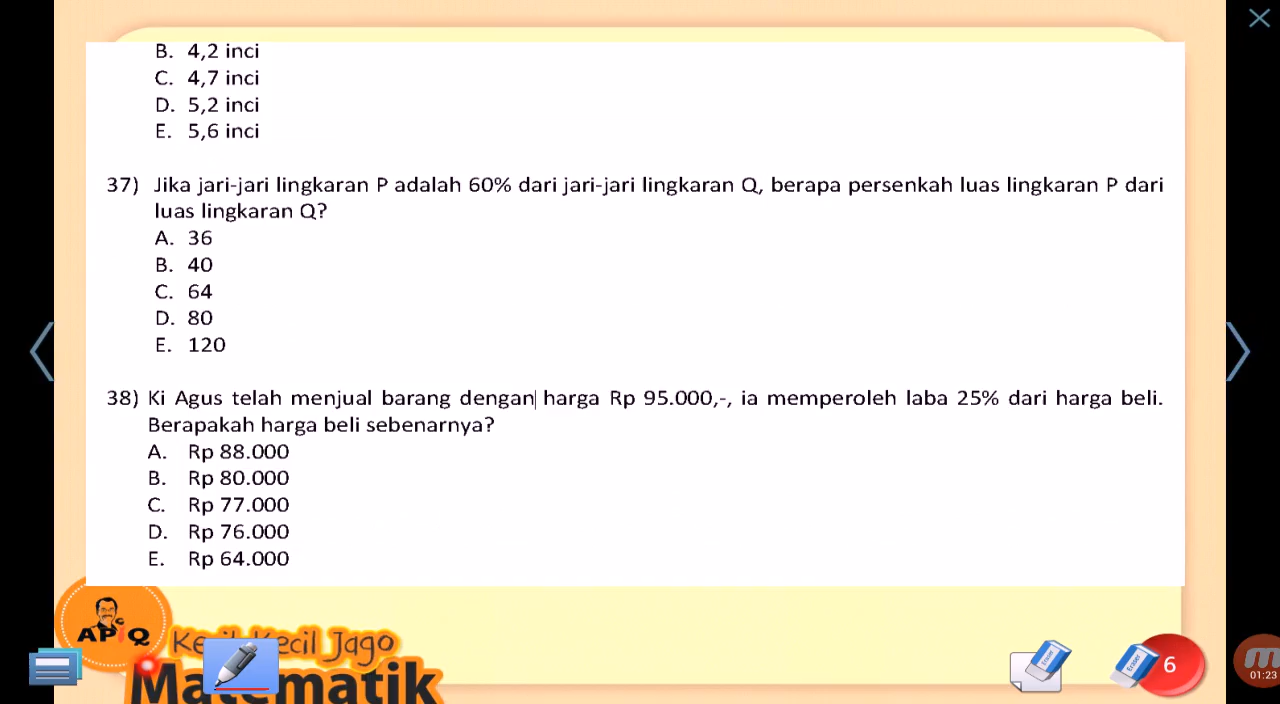 B. 4,2 inci
C. 4,7 inci
D. 5,2 inci
E. 5,6 inci
37) Jika jari-jari lingkaran P adalah 60% dari jari-jari lingkaran Q, berapa persenkah luas lingkaran P dari
luas lingkaran Q?
A. 36
B. 40
C. 64
D. 80
E. 120
38) Ki Agus telah menjual barang dengan harga Rp 95.000,-, ia memperoleh laba 25% dari harga beli.
Berapakah harga beli sebenarnya?
A. Rp 88.000
B. Rp 80.000
C. Rp 77.000
D. Rp 76.000
E. Rp 64.000
APIQ
Jago
Eraser
Eraser
6
01:23